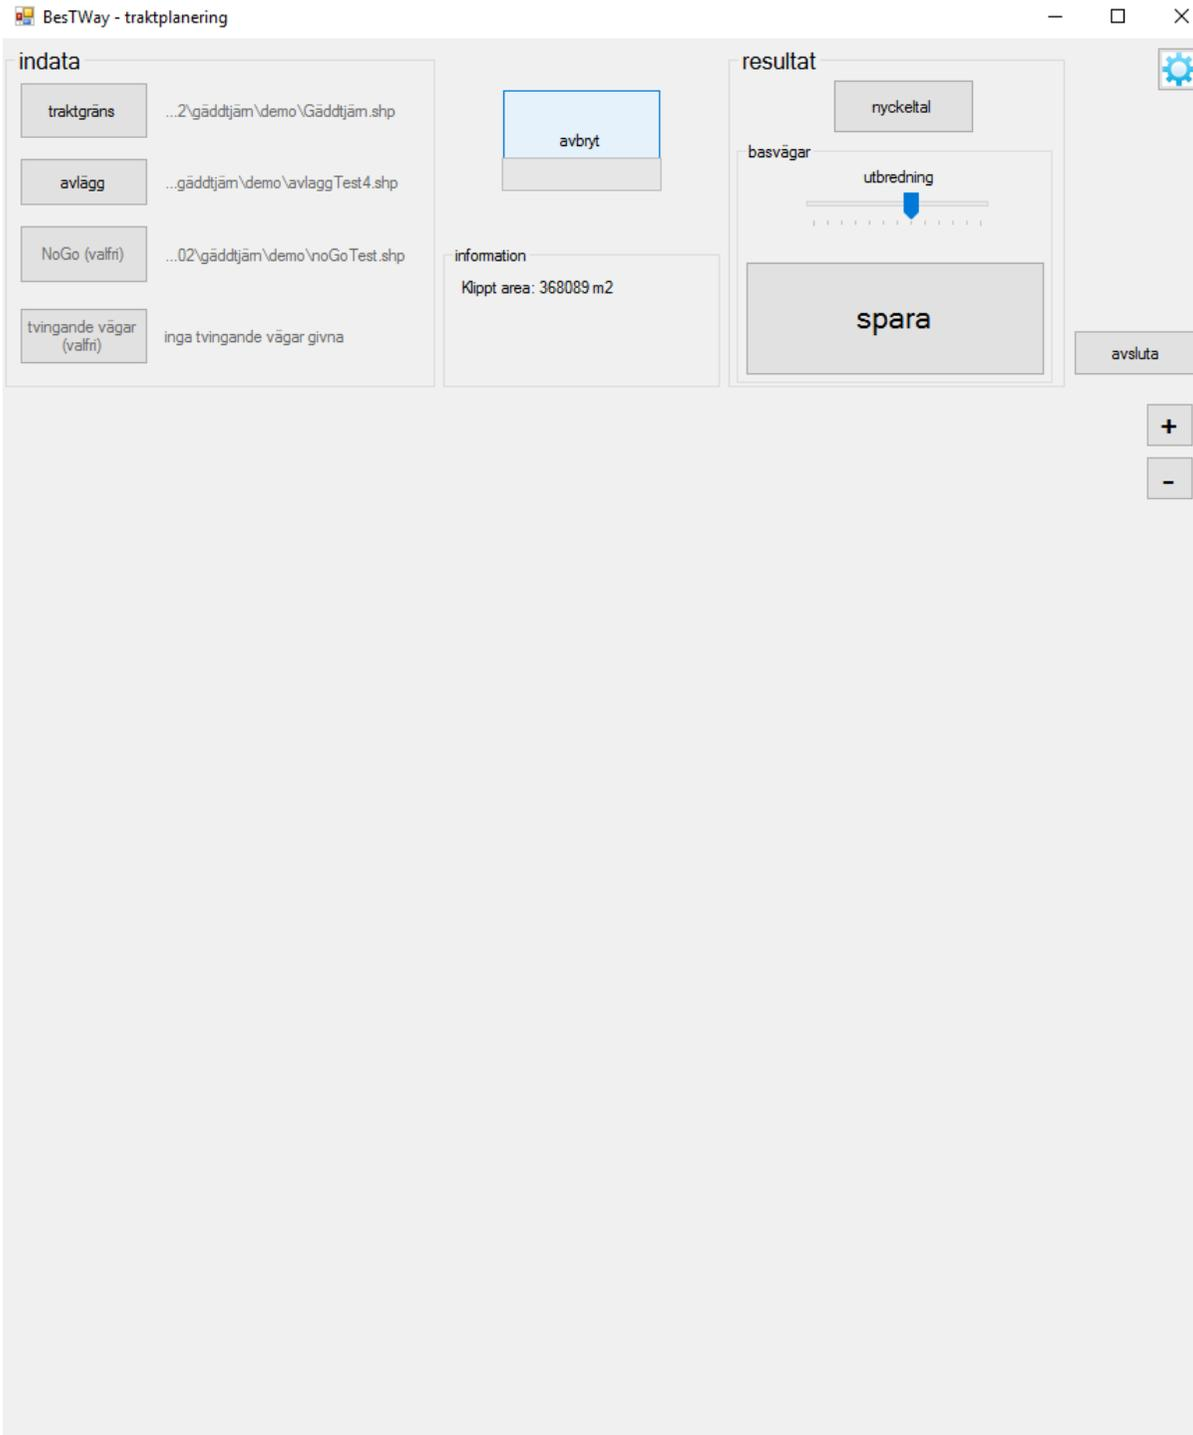 BesTWay - traktplanering
indata
traktgräns
...2\gäddtjärn\demo\Gäddtjärn.shp
avlägg
...gäddtjärn\demo\avlaggTest4.shp
NoGo (valfri)
...02\gäddtjärn\demo\noGoTest.shp
tvingande vägar
(valfri)
inga tvingande vägar givna
avbryt
information
Klippt area: 368089 m2
resultat
nyckeltal
basvägar
utbredning
spara
avsluta
+
-